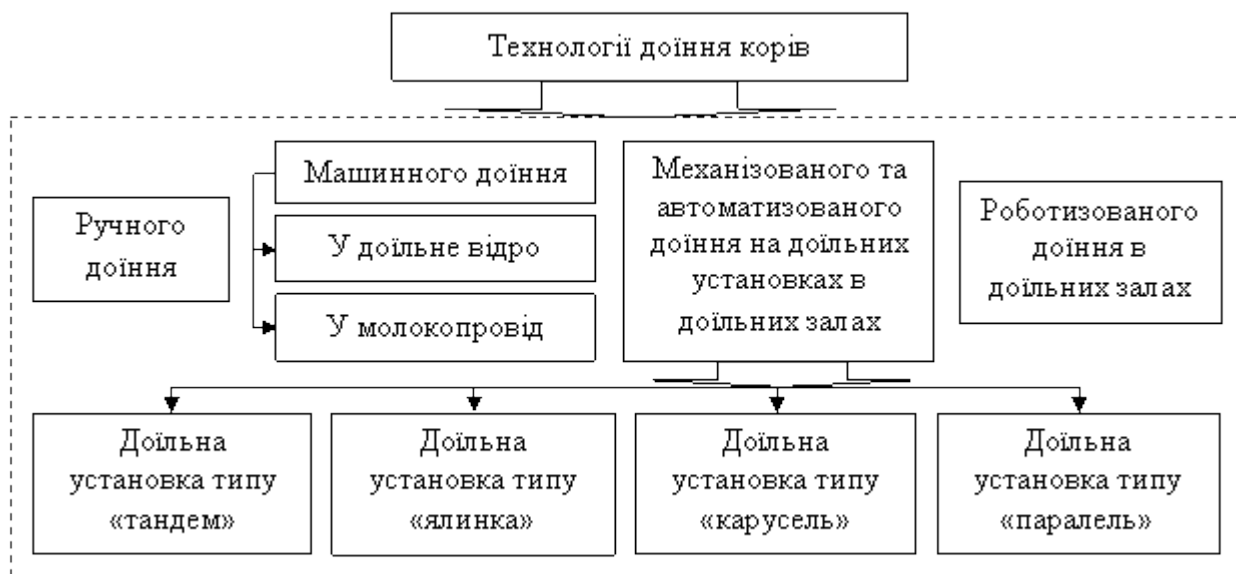 Технології доїння корів
Ручного
доїння
Машинного доїння
У доїльне відро
У молокопровід
Механізованого та
автоматизованого
доїння на доїльних
установках в
доїльних залах
Роботизованого
доїння в
доїльних залах
Доїльна
установка типу
«тандем»
Доїльна
установка типу
«ялинка»
Доїльна
установка типу
«карусель»
Доїльна
установка типу
«паралель»